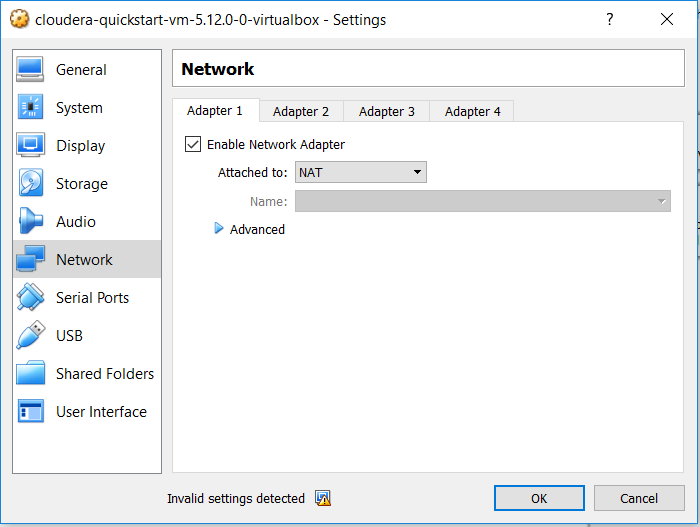 cloudera-quickstart-vm-5.12.0-0-virtualbox - Settings ?
General
System
Display
Storage
Audio
Network
Serial Ports
USB
Shared Folders
User Interface
Network
Adapter 1 Adapter 2 Adapter 3 Adapter 4
Enable Network Adapter
Attached to: NAT
Name:
Advanced
Invalid settings detected OK Cancel